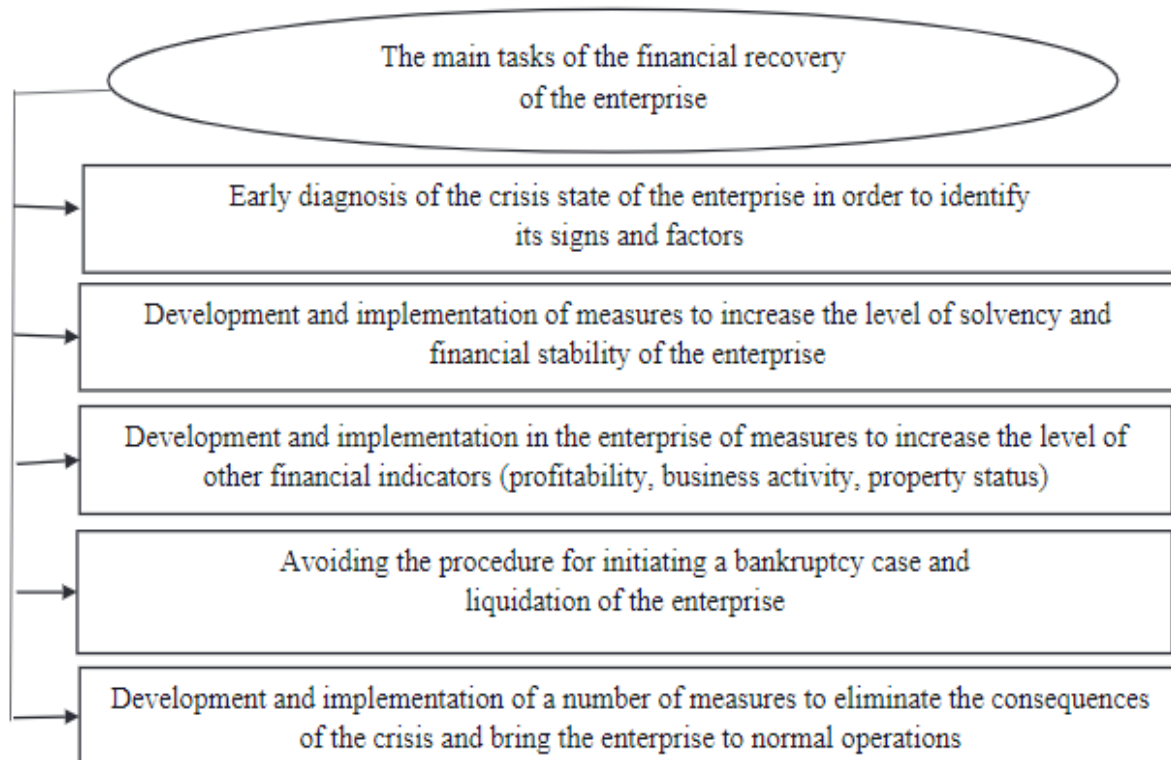 The main tasks of the financial recovery
of the enterprise
Early diagnosis of the crisis state of the enterprise in order to identify
its signs and factors
Development and implementation of measures to increase the level of solvency and
financial stability of the enterprise
Development and implementation in the enterprise of measures to increase the level of
other financial indicators (profitability, business activity, property status)
Avoiding the procedure for initiating a bankruptcy case and
liquidation of the enterprise
Development and implementation of a number of measures to eliminate the consequences
of the crisis and bring the enterprise to normal operations